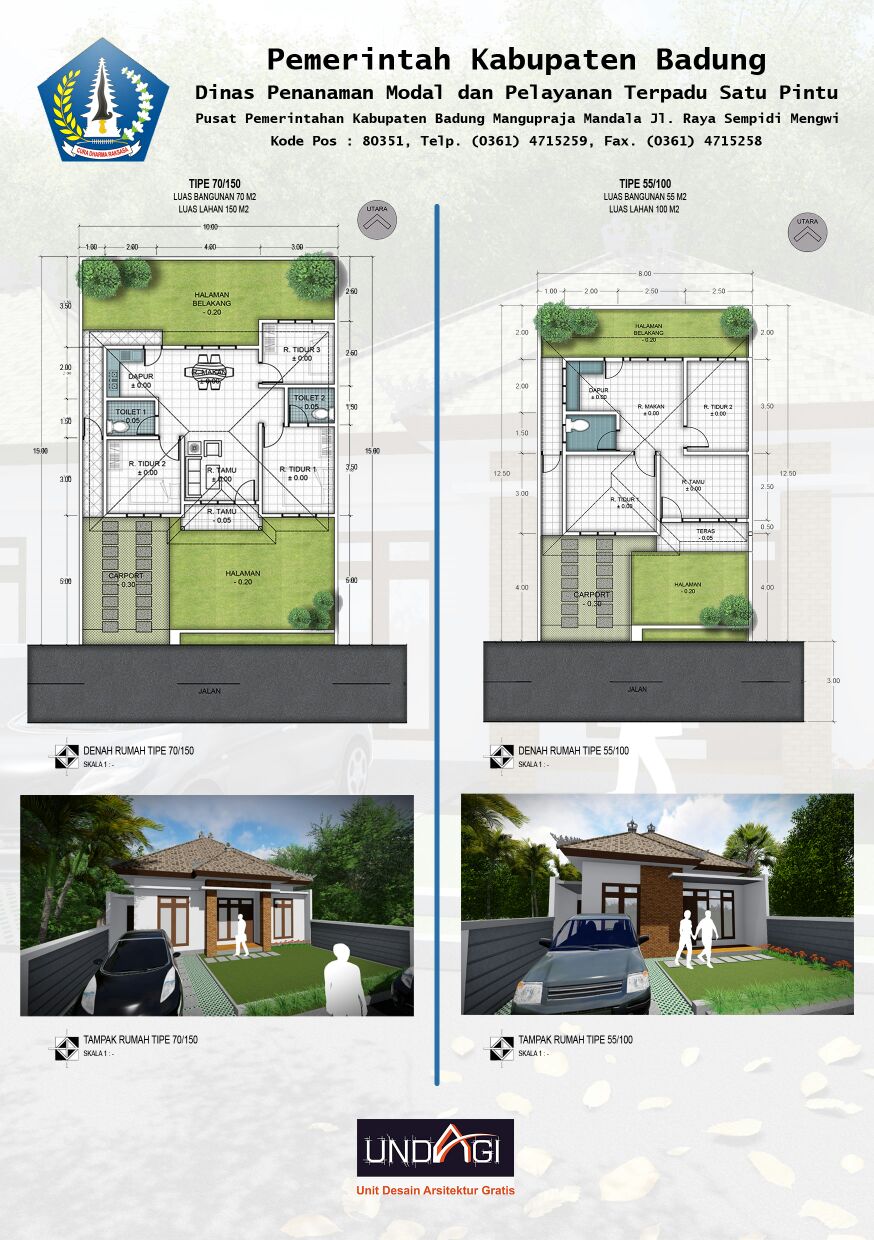 Pemerintah Kabupaten Badung
Dinas Penanaman Modal dan Pelayanan Terpadu Satu Pintu
Pusat Pemerintahan Kabupaten Badung Mangupraja Mandala Jl. Raya Sempidi Mengwi
Kode Pos : 80351, Telp. (0361) 4715259, Fax. (0361) 4715258
CURA DHARMA RAKSAKA
TIPE 70/150
LUAS BANGUNAN 70 M2
LUAS LAHAN 150 M2
UTARA
10.00
1.00 2.00 4.00 3.00
HALAMAN
BELAKANG
- 0.20
3.50
2.60
R. TIDUR 3
± 0.00
2.60
2.00
DAPUR
± 0.00
R. MAKAN
± 0.00
TOILET 1
- 0.05
TOILET 2
- 0.05
1.50
1.50
15.00
15.00
R. TIDUR 2
± 0.00
R. TAMU
± 0.00
R. TIDUR 1
± 0.00
3.00
3.50
R. TAMU
- 0.05
CARPORT
- 0.30
HALAMAN
- 0.20
5.00
5.00
JALAN
DENAH RUMAH TIPE 70/150
SKALA 1 : -
TAMPAK RUMAH TIPE 70/150
SKALA 1 : -
TIPE 55/100
LUAS BANGUNAN 55 M2
LUAS LAHAN 100 M2
UTARA
8.00
1.00 2.00 2.50 2.50
HALAMAN
BELAKANG
- 0.20
2.00
2.00
2.00
DAPUR
± 0.00
R. MAKAN
± 0.00
R. TIDUR 2
± 0.00
3.50
1.50
12.50
12.50
R. TIDUR 1
± 0.00
R. TAMU
± 0.00
3.00
2.50
TERAS
- 0.05
0.50
CARPORT
- 0.30
HALAMAN
- 0.20
4.00
4.00
JALAN
3.00
DENAH RUMAH TIPE 55/100
SKALA 1 : -
TAMPAK RUMAH TIPE 55/100
SKALA 1 : -
UNDAGI
Unit Desain Arsitektur Gratis